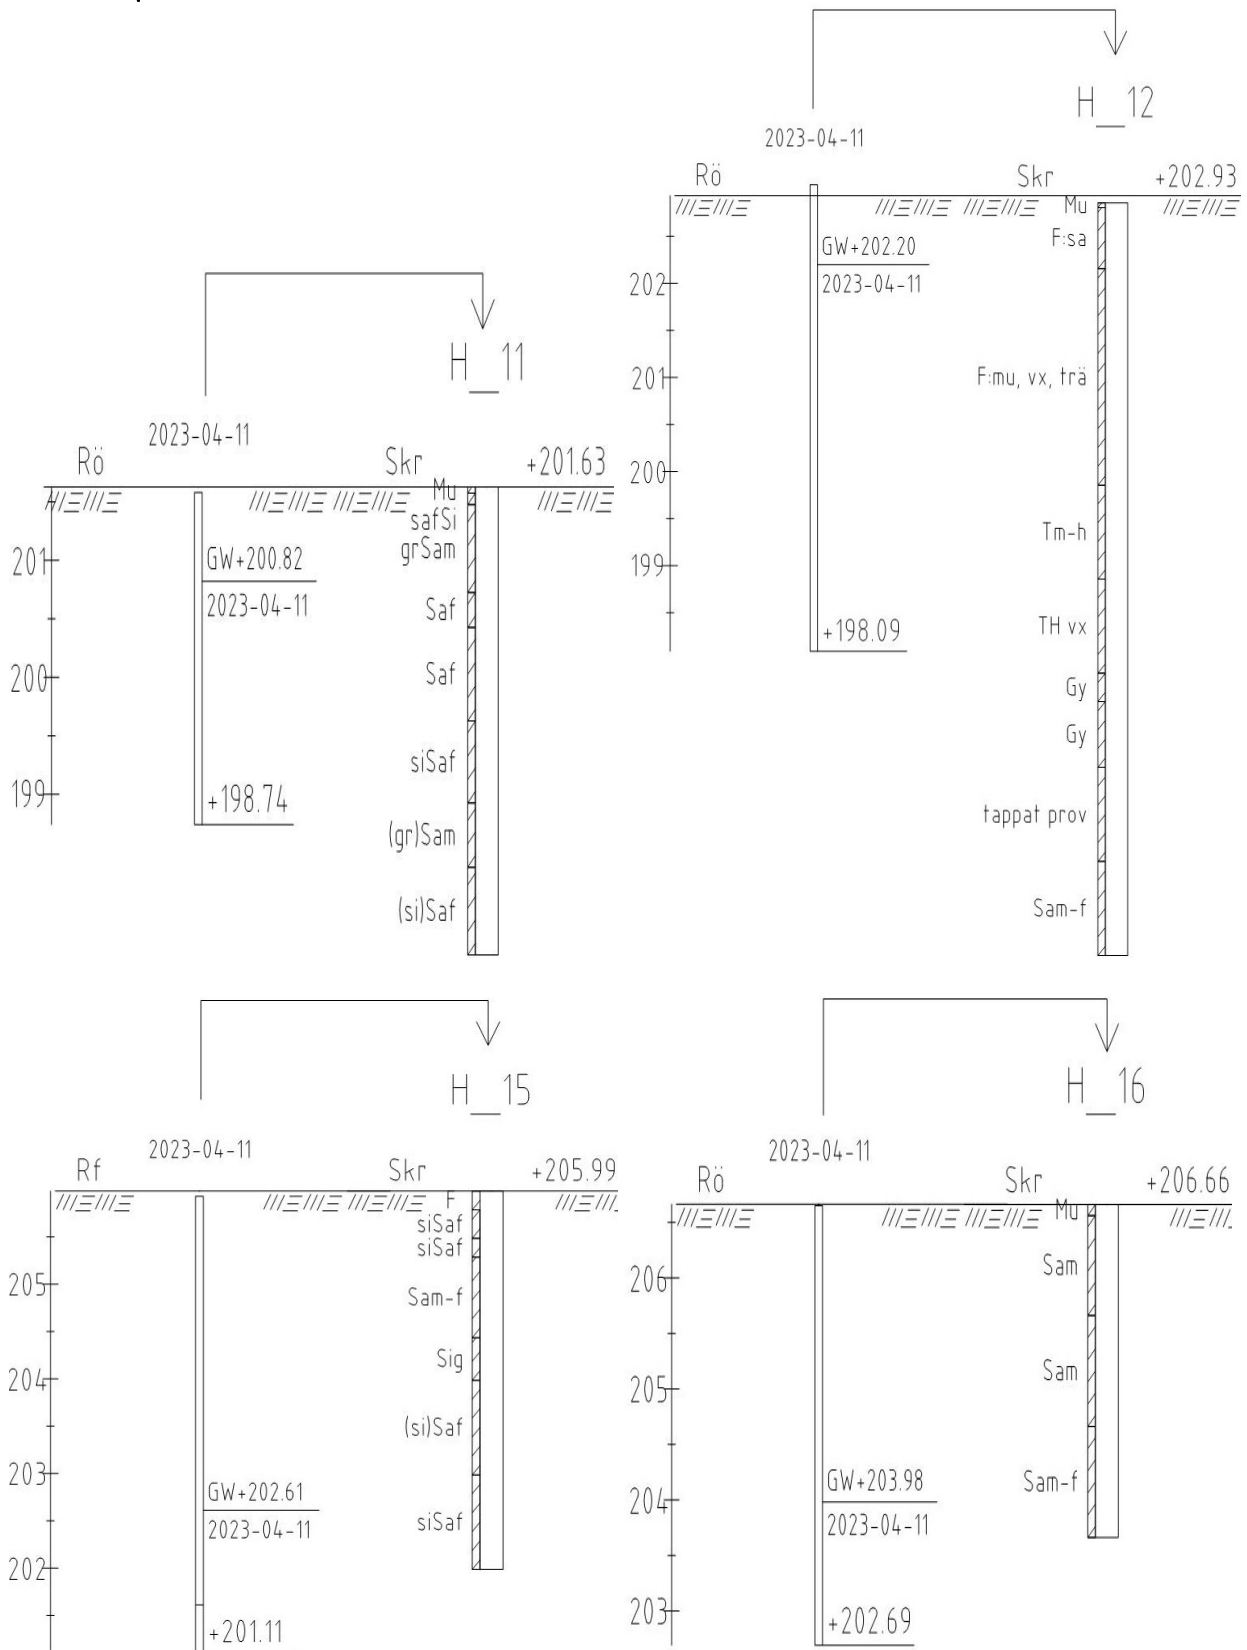 H__11
2023-04-11
Rö
Skr
+201.63
Mu
safSi
grSam
Saf
Saf
siSaf
(gr)Sam
(si)Saf
201
200
199
GW+200.82
2023-04-11
+198.74
H__12
2023-04-11
Rö
Skr
+202.93
Mu
F:sa
F:mu, vx, trä
Tm-h
TH vx
Gy
Gy
tappat prov
Sam-f
202
201
200
199
GW+202.20
2023-04-11
+198.09
H__15
2023-04-11
Rf
Skr
+205.99
F
siSaf
siSaf
Sam-f
Sig
(si)Saf
siSaf
205
204
203
202
GW+202.61
2023-04-11
+201.11
H__16
2023-04-11
Rö
Skr
+206.66
Mu
Sam
Sam
Sam-f
206
205
204
203
GW+203.98
2023-04-11
+202.69